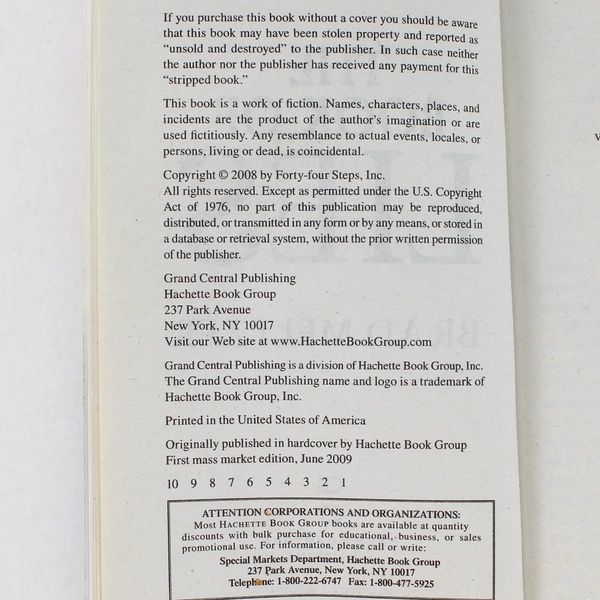 If you purchase this book without a cover you should be aware
that this book may have been stolen property and reported as
“unsold and destroyed” to the publisher. In such case neither
the author nor the publisher has received any payment for this
“stripped book.”
This book is a work of fiction. Names, characters, places, and
incidents are the product of the author’s imagination or are
used fictitiously. Any resemblance to actual events, locales, or
persons, living or dead, is coincidental.
Copyright © 2008 by Forty-four Steps, Inc.
All rights reserved. Except as permitted under the U.S. Copyright
Act of 1976, no part of this publication may be reproduced,
distributed, or transmitted in any form or by any means, or stored in
a database or retrieval system, without the prior written permission
of the publisher.
Grand Central Publishing
Hachette Book Group
237 Park Avenue
New York, NY 10017
Visit our Web site at www.HachetteBookGroup.com
Grand Central Publishing is a division of Hachette Book Group, Inc.
The Grand Central Publishing name and logo is a trademark of
Hachette Book Group, Inc.
Printed in the United States of America
Originally published in hardcover by Hachette Book Group
First mass market edition, June 2009
10 9 8 7 6 5 4 3 2 1
ATTENTION CORPORATIONS AND ORGANIZATIONS:
Most HACHETTE BOOK GROUP books are available at quantity
discounts with bulk purchase for educational, business, or sales
promotional use. For information, please call or write:
Special Markets Department, Hachette Book Group
237 Park Avenue, New York, NY 10017
Telephone: 1-800-222-6747 Fax: 1-800-477-5925